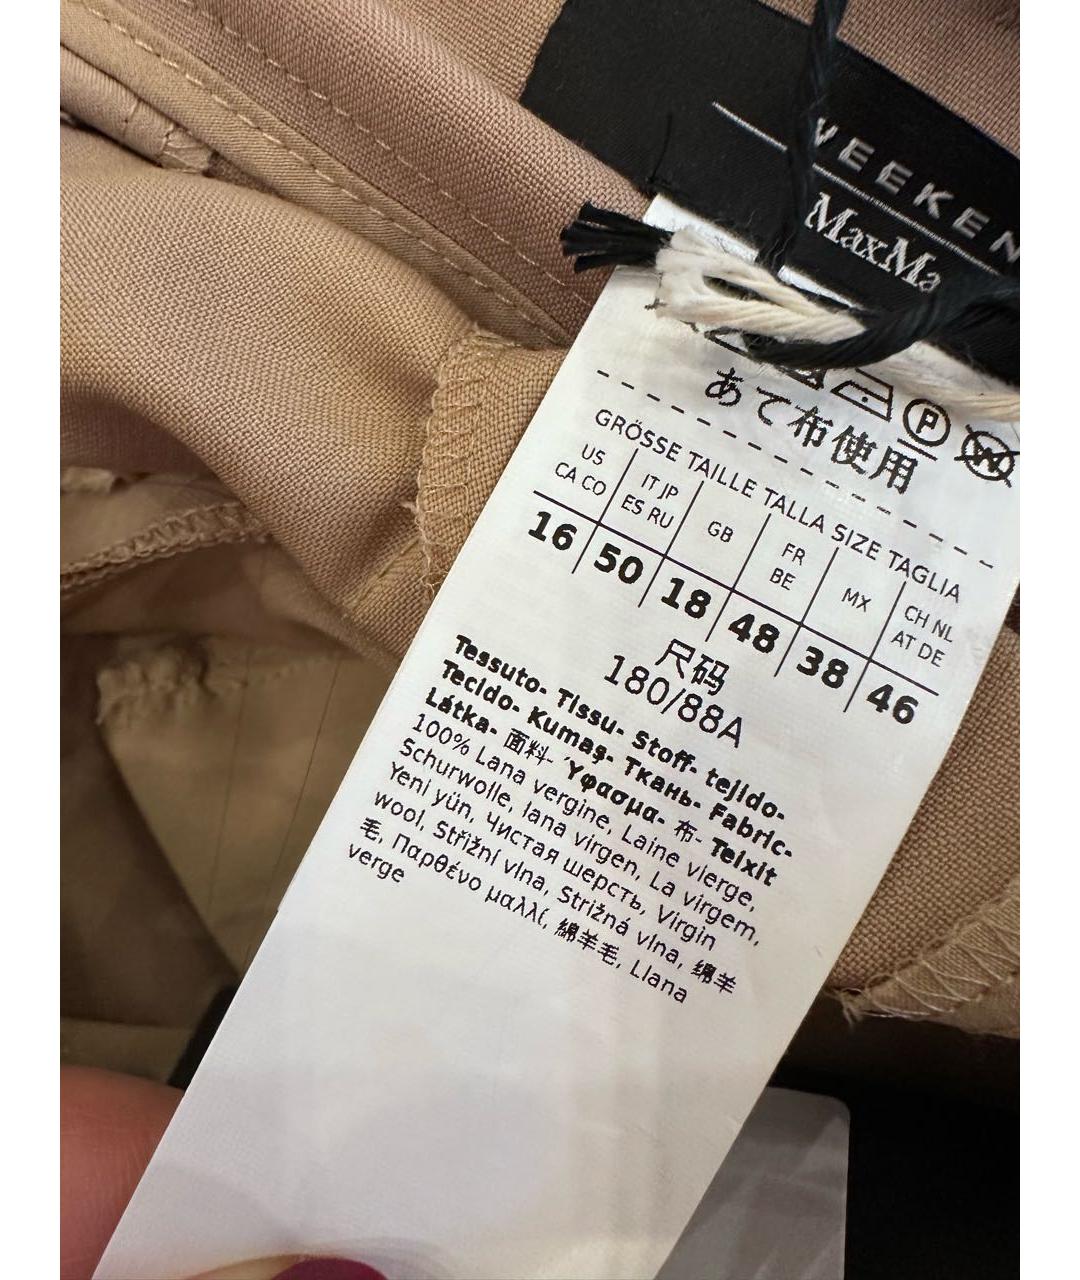 MaxMa
P
W
あて布使用
GRÖSSE TAILLE TALLA SIZE TAGLIA
US CA CO
IT JP ES RU
GB
FR BE
MX
CH NL AT DE
16 50 18 48 38 46
尺码
180/88A
Tessuto- Tissu- Stoff- tejido-
Tecido- Kumaş- Ткань- Fabric-
Látka- 面料- Ύφασμα- 布- Teixit
100% Lana vergine, Laine vierge,
Schurwolle, lana virgen, La virgem,
Yeni yün, Чистая шерсть, Virgin
wool, Střižní vlna, Strižná vlna, 绵羊
毛, Παρθένο μαλλί, 綿羊毛, Llana
verge